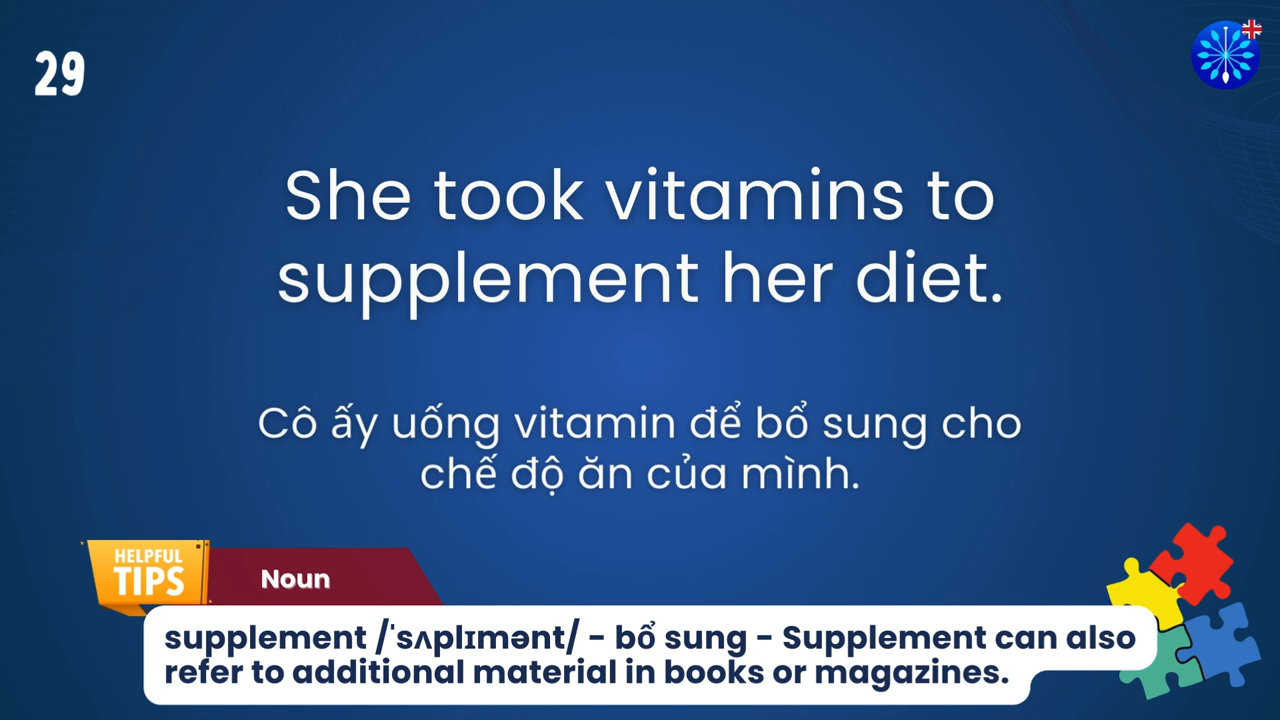 29
She took vitamins to
supplement her diet.
Cô ấy uống vitamin để bổ sung cho
chế độ ăn của mình.
HELPFUL
TIPS
Noun
supplement /ˈsʌplɪmənt/ - bổ sung - Supplement can also
refer to additional material in books or magazines.